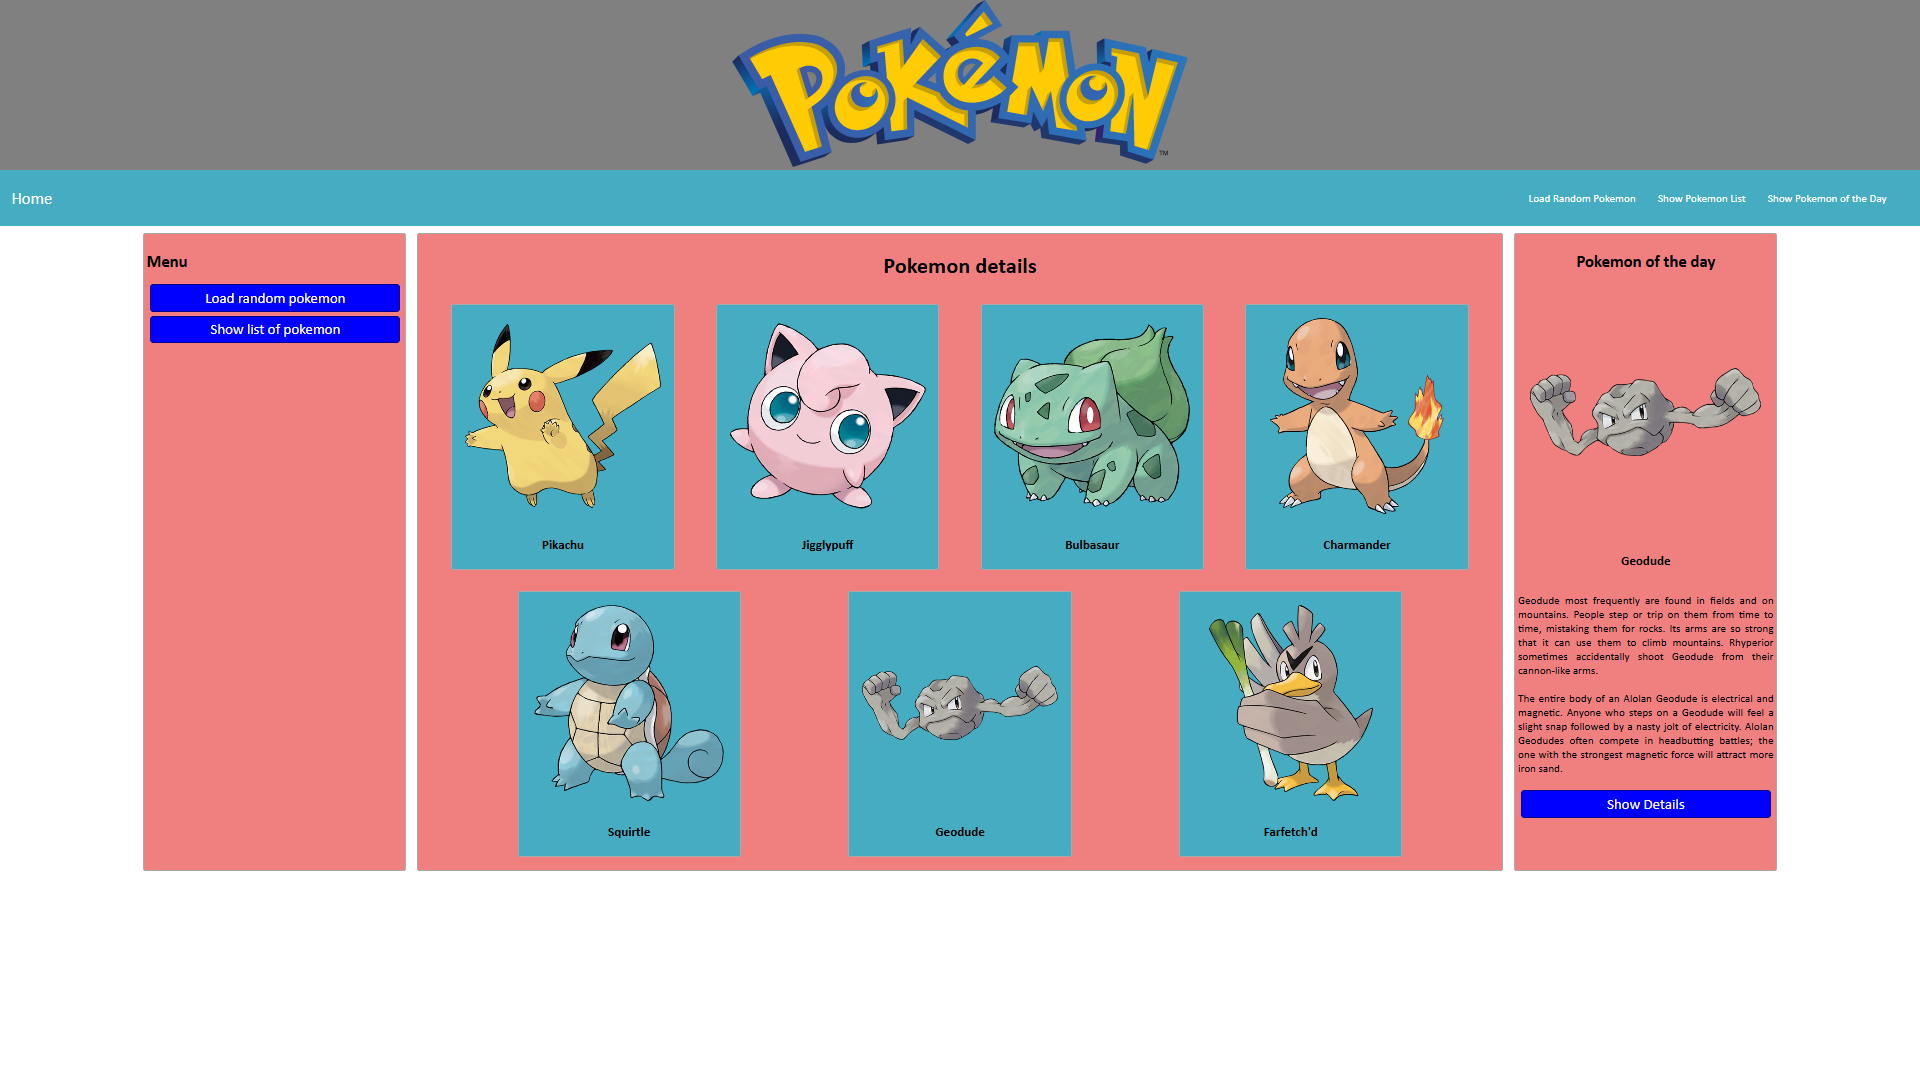 POKéMON
TM
Home
Load Random Pokemon
Show Pokemon List
Show Pokemon of the Day
Menu
Load random pokemon
Show list of pokemon
Pokemon details
Pikachu
Jigglypuff
Bulbasaur
Charmander
Squirtle
Geodude
Farfetch'd
Pokemon of the day
Geodude
Geodude most frequently are found in fields and on
mountains. People step or trip on them from time to
time, mistaking them for rocks. Its arms are so strong
that it can use them to climb mountains. Rhyperior
sometimes accidentally shoot Geodude from their
cannon-like arms.
The entire body of an Alolan Geodude is electrical and
magnetic. Anyone who steps on a Geodude will feel a
slight snap followed by a nasty jolt of electricity. Alolan
Geodudes often compete in headbutting battles; the
one with the strongest magnetic force will attract more
iron sand.
Show Details